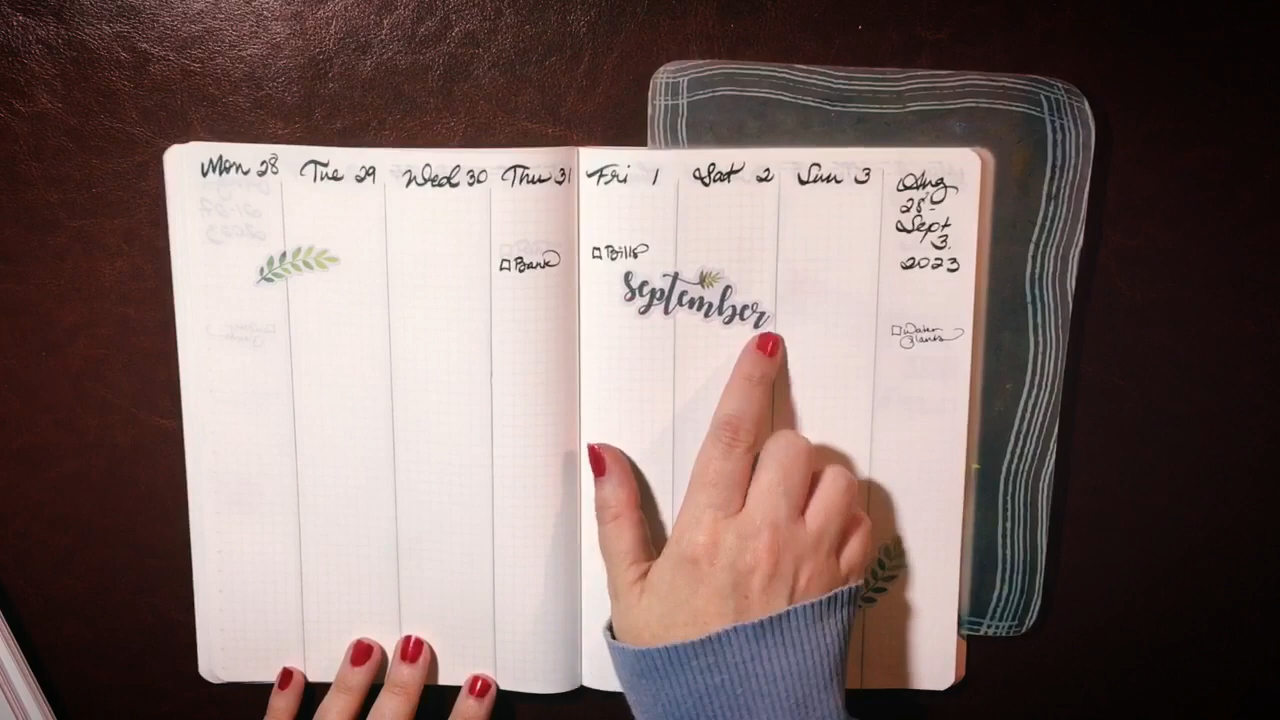 Mon 28 Tue 29 Wed 30 Thu 31 Fri 1 Sat 2 Sun 3
Aug
28-
Sept
3.
2023
Bank
Bills
september
Water
Plants